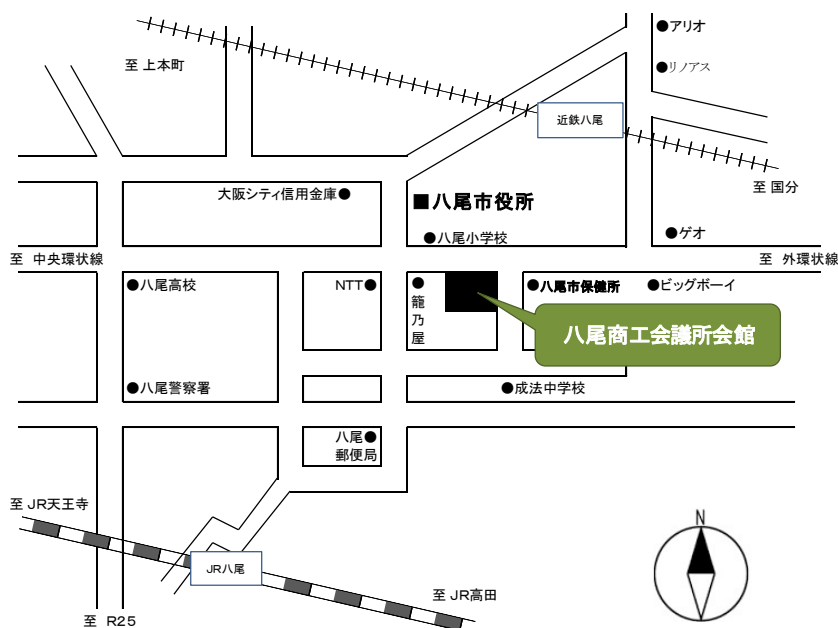 ●アリオ
至 上本町
●リノアス
近鉄八尾
至 国分
大阪シティ信用金庫●
■八尾市役所
●八尾小学校
●ゲオ
至 中央環状線
至 外環状線
●八尾高校
NTT●
●籠乃屋
●八尾市保健所
●ビッグボーイ
八尾商工会議所会館
●八尾警察署
●成法中学校
八尾●
郵便局
至 JR天王寺
N
JR八尾
至 JR高田
至 R25